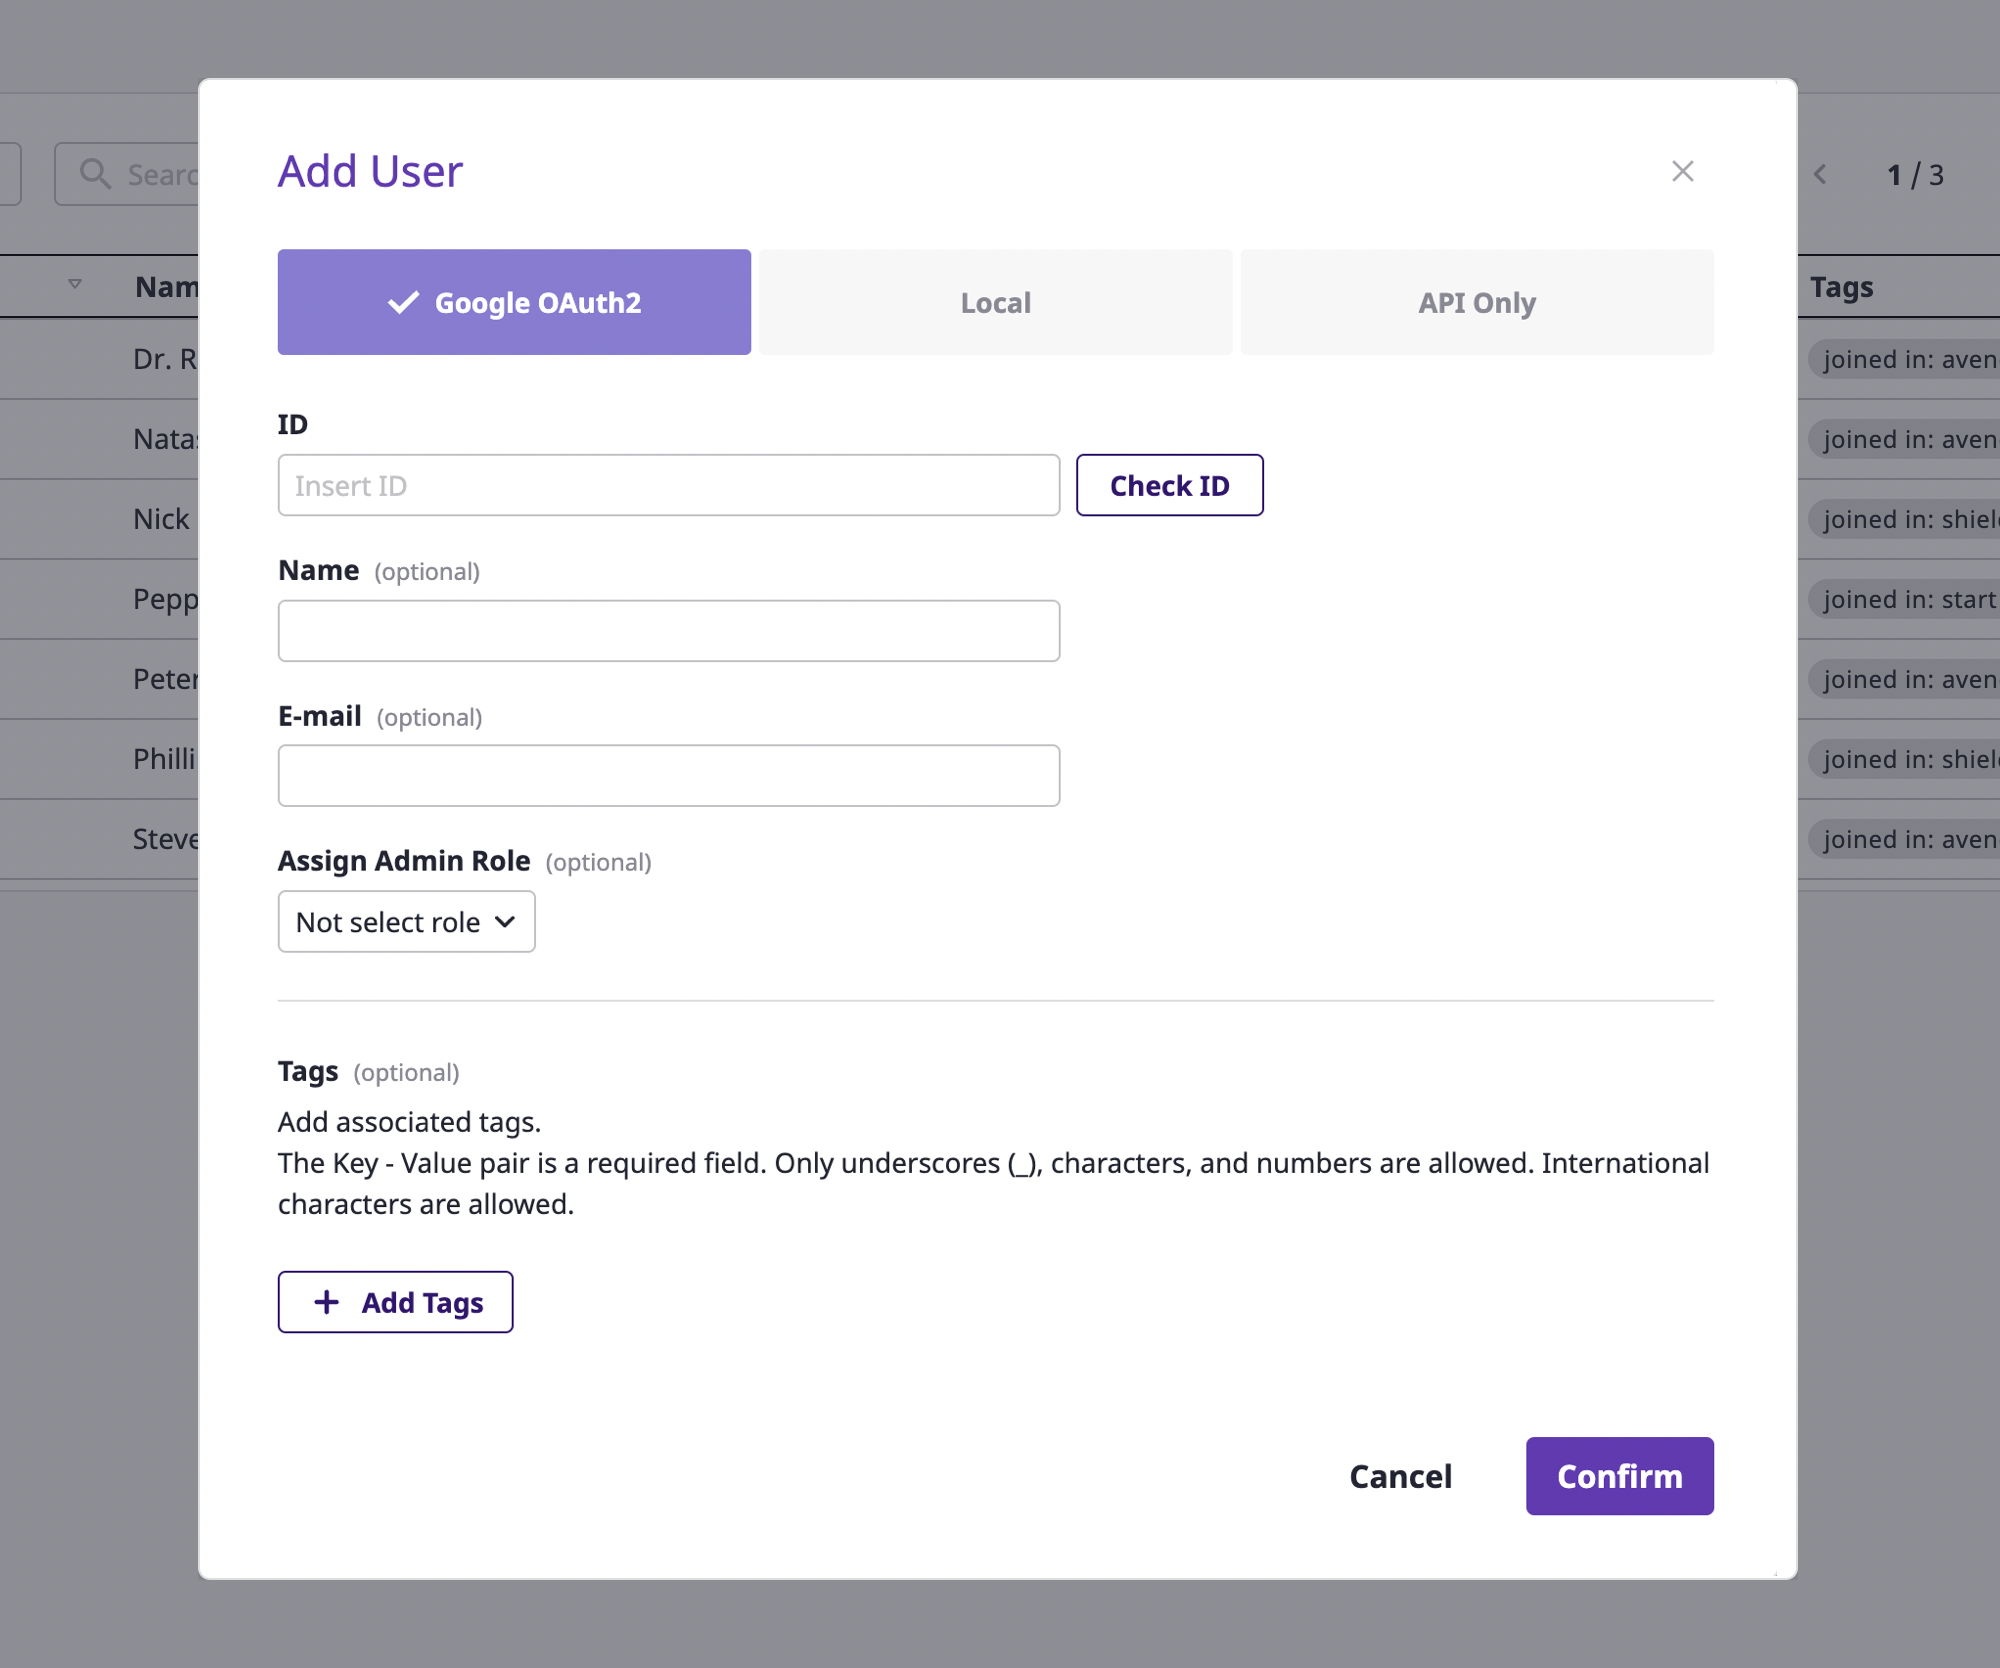 Add User
1 / 3
Google OAuth2
Local
API Only
Tags
ID
Insert ID
Check ID
Name (optional)
E-mail (optional)
Assign Admin Role (optional)
Not select role
Tags (optional)
Add associated tags.
The Key - Value pair is a required field. Only underscores (_), characters, and numbers are allowed. International
characters are allowed.
Add Tags
Cancel
Confirm
Searc
Nam
Dr. R
joined in: aven
Natas
joined in: aven
Nick
joined in: shiel
Pepp
joined in: start
Peter
joined in: aven
Philli
joined in: shiel
Steve
joined in: aven